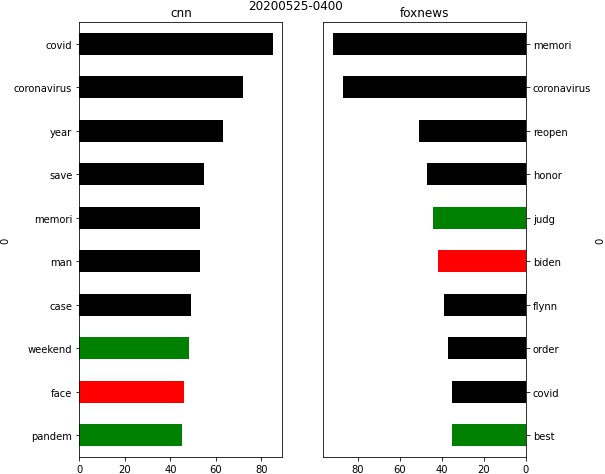 20200525-0400
cnn
foxnews
covid
coronavirus
year
save
memori
man
case
weekend
face
pandem
0
0 20 40 60 80
memori
coronavirus
reopen
honor
judg
biden
flynn
order
covid
best
0
80 60 40 20 0